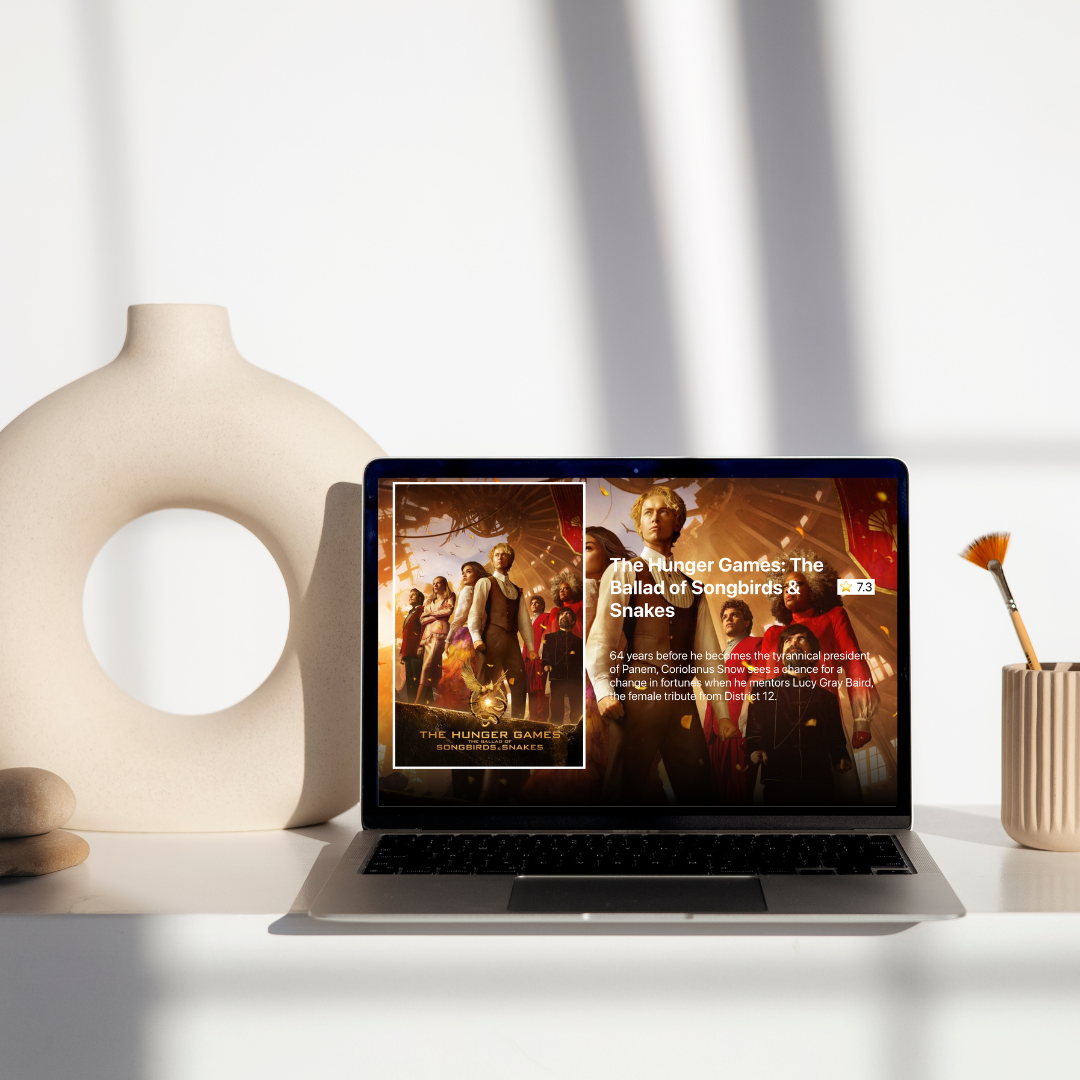 THE HUNGER GAMES
THE BALLAD OF
SONGBIRDS & SNAKES
The Hunger Games: The
Ballad of Songbirds &
Snakes
7.3
64 years before he becomes the tyrannical president
of Panem, Coriolanus Snow sees a chance for a
change in fortunes when he mentors Lucy Gray Baird,
the female tribute from District 12.